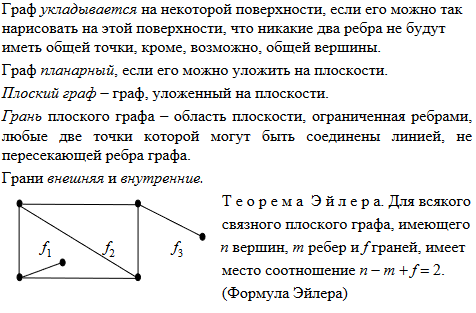 Граф укладывается на некоторой поверхности, если его можно так
нарисовать на этой поверхности, что никакие два ребра не будут
иметь общей точки, кроме, возможно, общей вершины.
Граф планарный, если его можно уложить на плоскости.
Плоский граф – граф, уложенный на плоскости.
Грань плоского графа – область плоскости, ограниченная ребрами,
любые две точки которой могут быть соединены линией, не
пересекающей ребра графа.
Грани внешняя и внутренние.
f1 f2 f3
Т е о р е м а Э й л е р а. Для всякого
связного плоского графа, имеющего
n вершин, m ребер и f граней, имеет
место соотношение n – m + f = 2.
(Формула Эйлера)